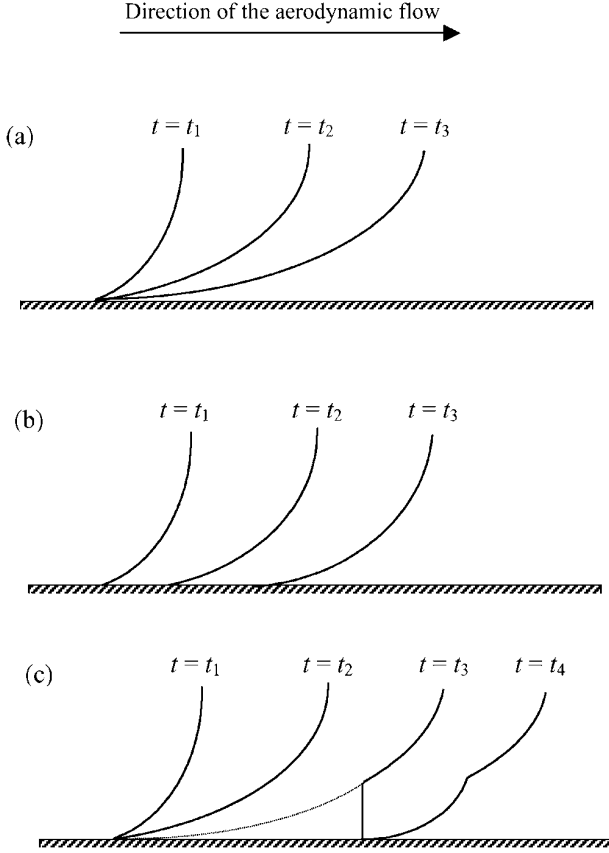 Direction of the aerodynamic flow
(a)
t = t1 t = t2 t = t3
(b)
t = t1 t = t2 t = t3
(c)
t = t1 t = t2 t = t3 t = t4